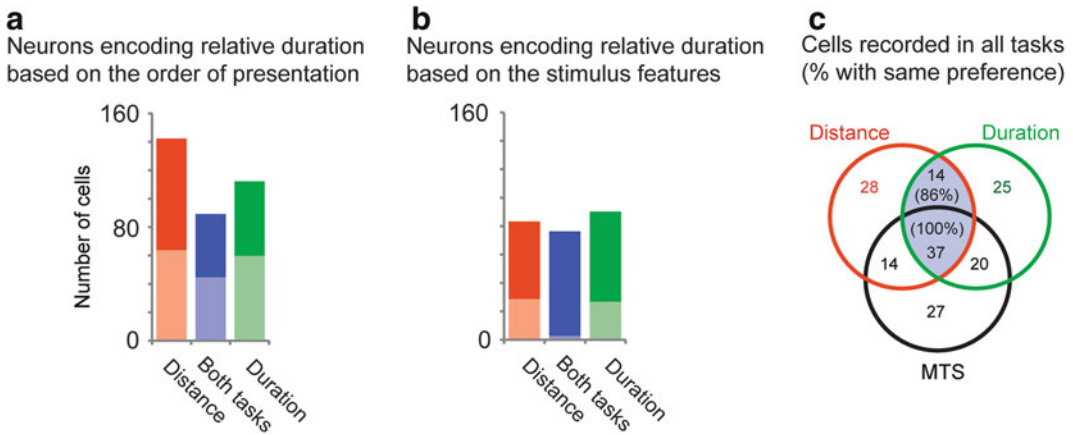 a
Neurons encoding relative duration
based on the order of presentation
160
80
0
Number of cells
Distance
Both tasks
Duration
b
Neurons encoding relative duration
based on the stimulus features
160
0
Distance
Both tasks
Duration
c
Cells recorded in all tasks
(% with same preference)
Distance
Duration
28
14
(86%)
25
(100%)
14
37
20
27
MTS